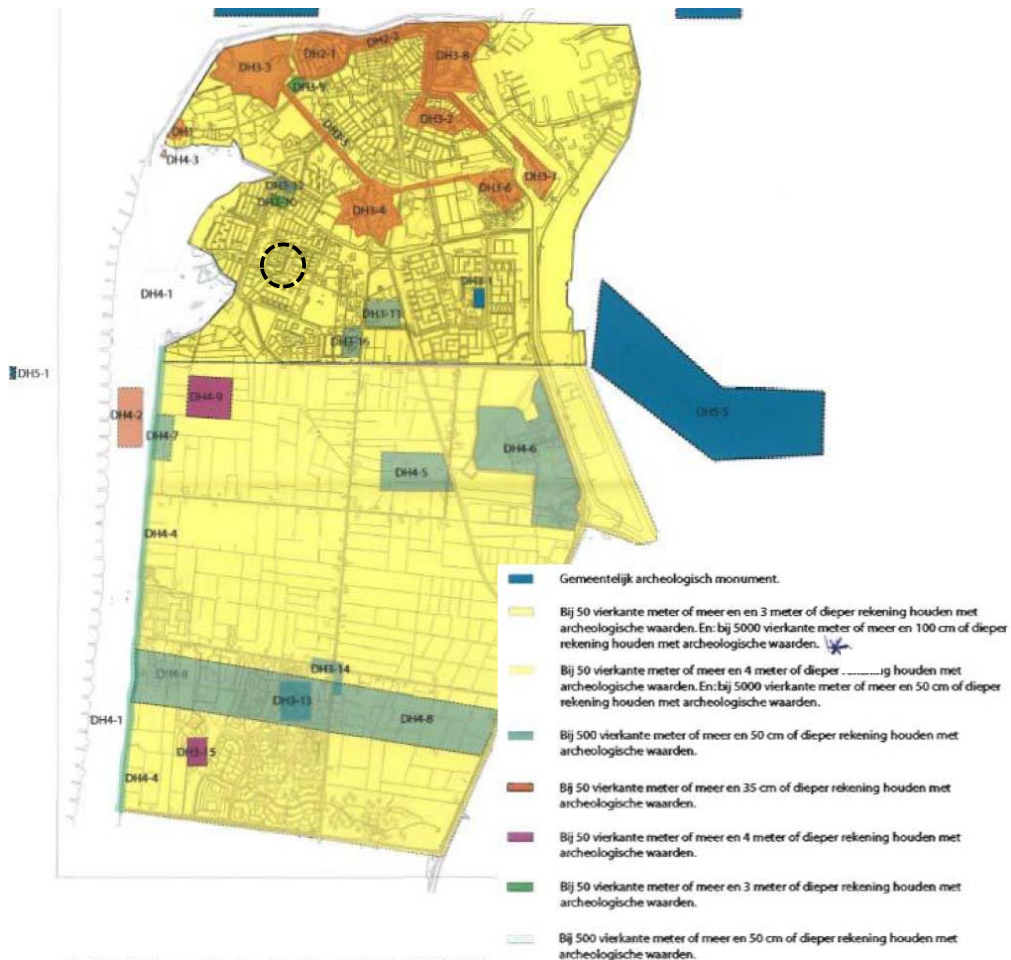 DH2-1
DH2-2
DH3-8
DH3-3
DH3-9
DH3-2
DH3-5
DH1
DH4-3
DH3-7
DH3-6
DH3-12
DH3-10
DH3-4
DH3-1
DH4-1
DH3-11
DH3-16
DH5-1
DH4-9
DH4-2
DH5-5
DH4-7
DH4-6
DH4-5
DH4-4
DH3-14
DH4-8
DH3-13
DH4-1
DH4-8
DH3-15
DH4-4
Gemeentelijk archeologisch monument.
Bij 50 vierkante meter of meer en en 3 meter of dieper rekening houden met
archeologische waarden. En: bij 5000 vierkante meter of meer en 100 cm of dieper
rekening houden met archeologische waarden.
Bij 50 vierkante meter of meer en 4 meter of dieper houden met
archeologische waarden. En: bij 5000 vierkante meter of meer en 50 cm of dieper
rekening houden met archeologische waarden.
Bij 500 vierkante meter of meer en 50 cm of dieper rekening houden met
archeologische waarden.
Bij 50 vierkante meter of meer en 35 cm of dieper rekening houden met
archeologische waarden.
Bij 50 vierkante meter of meer en 4 meter of dieper rekening houden met
archeologische waarden.
Bij 50 vierkante meter of meer en 3 meter of dieper rekening houden met
archeologische waarden.
Bij 500 vierkante meter of meer en 50 cm of dieper rekening houden met
archeologische waarden.